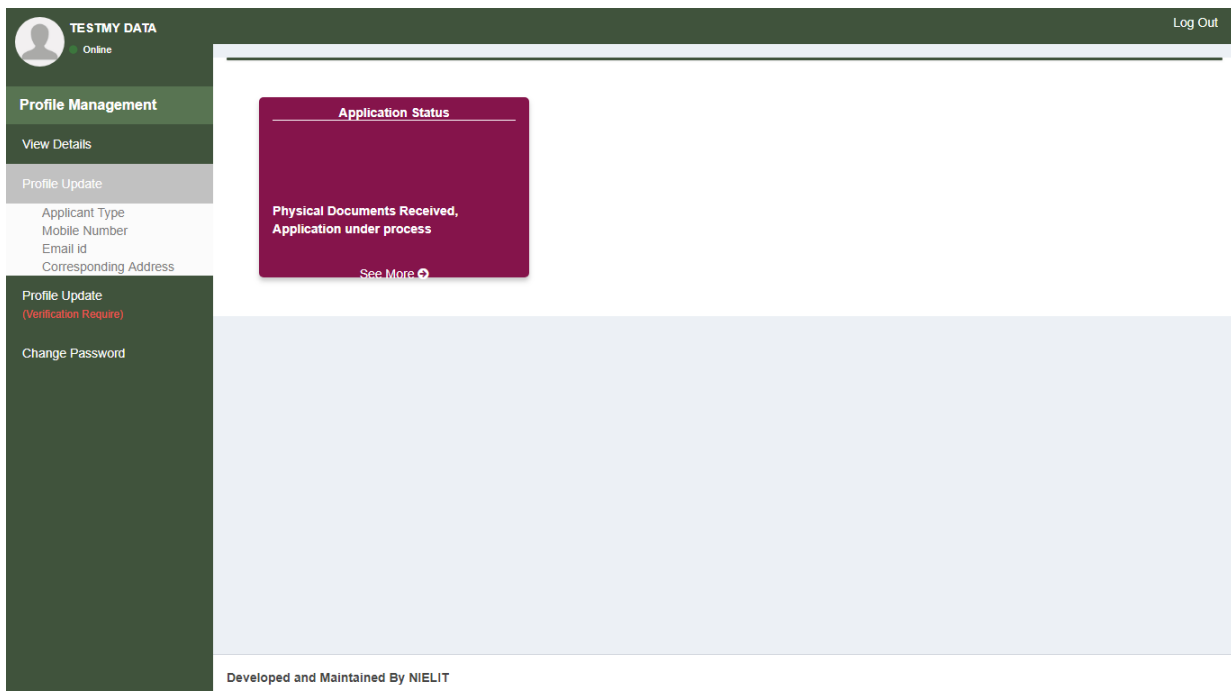 TESTMY DATA
Online
Log Out
Profile Management
View Details
Profile Update
Applicant Type
Mobile Number
Email id
Corresponding Address
Profile Update
(Verification Require)
Change Password
Application Status
Physical Documents Received,
Application under process
See More
Developed and Maintained By NIELIT